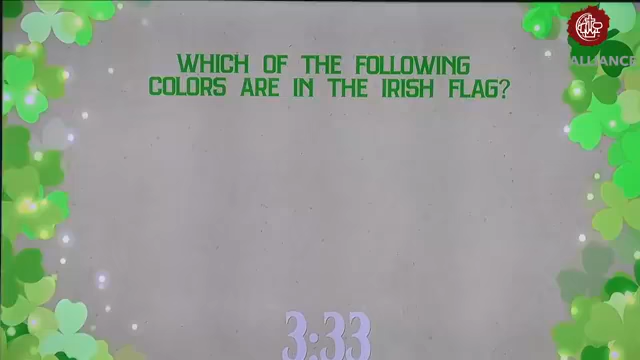 ALLIANCE
WHICH OF THE FOLLOWING
COLORS ARE IN THE IRISH FLAG?
3:33